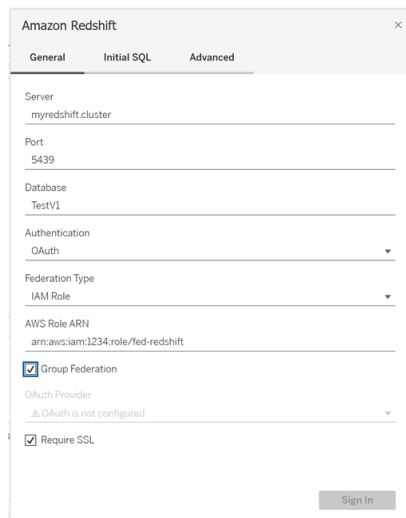 Amazon Redshift
General Initial SQL Advanced
Server
myredshift.cluster
Port
5439
Database
TestV1
Authentication
OAuth
Federation Type
IAM Role
AWS Role ARN
arn:aws:iam:1234:role/fed-redshift
Group Federation
OAuth Provider
OAuth is not configured
Require SSL
Sign In